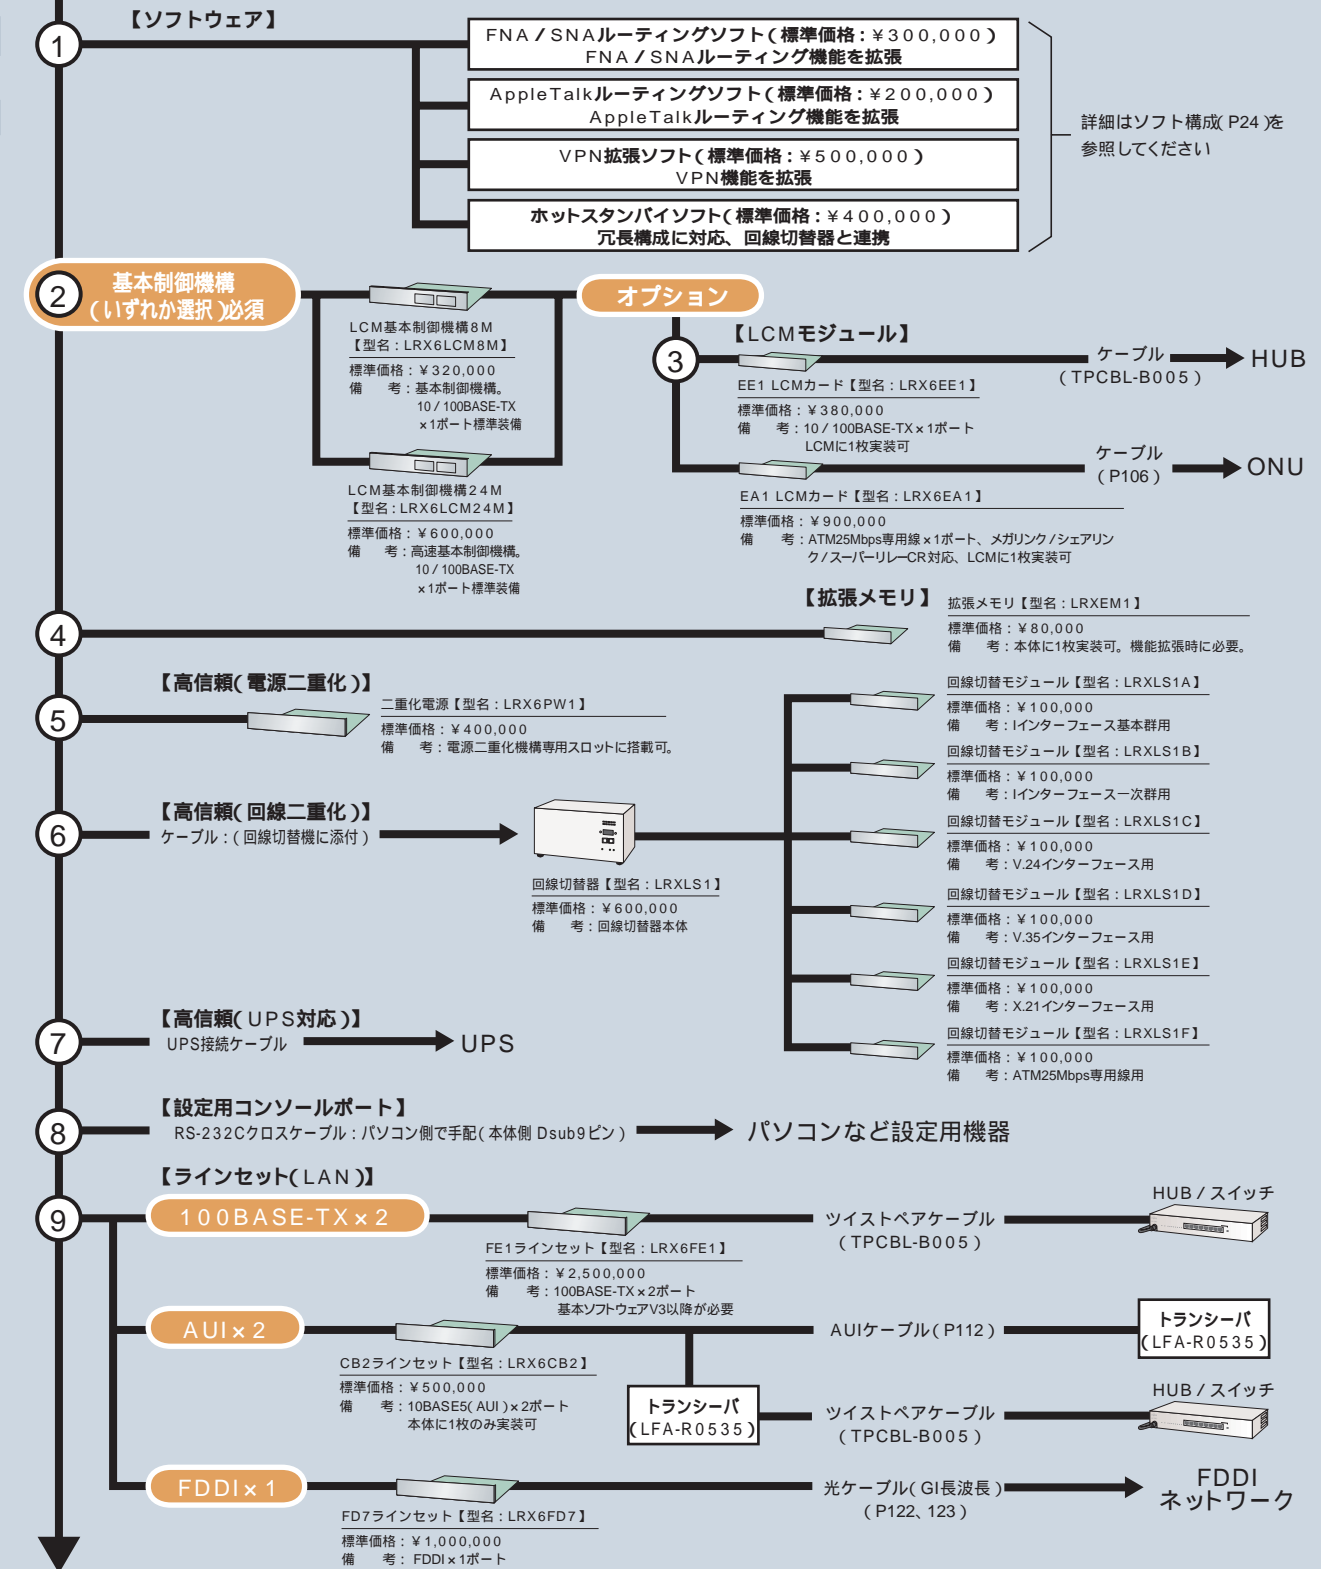 ①
【ソフトウェア】
FNA/SNAルーティングソフト(標準価格:¥300,000)
FNA/SNAルーティング機能を拡張
AppleTalkルーティングソフト(標準価格:¥200,000)
AppleTalkルーティング機能を拡張
VPN拡張ソフト(標準価格:¥500,000)
VPN機能を拡張
ホットスタンバイソフト(標準価格:¥400,000)
冗長構成に対応、回線切替器と連携
詳細はソフト構成(P24)を
参照してください
②
基本制御機構
(いずれか選択)必須
LCM基本制御機構8M
【型名:LRX6LCM8M】
標準価格:¥320,000
備 考:基本制御機構。
10/100BASE-TX
×1ポート標準装備
LCM基本制御機構24M
【型名:LRX6LCM24M】
標準価格:¥600,000
備 考:高速基本制御機構。
10/100BASE-TX
×1ポート標準装備
オプション
③
【LCMモジュール】
EE1 LCMカード【型名:LRX6EE1】
標準価格:¥380,000
備 考:10/100BASE-TX×1ポート
LCMに1枚実装可
ケーブル
(TPCBL-B005)
HUB
EA1 LCMカード【型名:LRX6EA1】
標準価格:¥900,000
備 考:ATM25Mbps専用線×1ポート、メガリンク/シェアリン
ク/スーパーリレーCR対応、LCMに1枚実装可
ケーブル
(P106)
ONU
④
【拡張メモリ】
拡張メモリ【型名:LRXEM1】
標準価格:¥80,000
備 考:本体に1枚実装可。機能拡張時に必要。
⑤
【高信頼(電源二重化)】
二重化電源【型名:LRX6PW1】
標準価格:¥400,000
備 考:電源二重化機構専用スロットに搭載可。
⑥
【高信頼(回線二重化)】
ケーブル:(回線切替機に添付)
回線切替器【型名:LRXLS1】
標準価格:¥600,000
備 考:回線切替器本体
回線切替モジュール【型名:LRXLS1A】
標準価格:¥100,000
備 考:Iインターフェース基本群用
回線切替モジュール【型名:LRXLS1B】
標準価格:¥100,000
備 考:Iインターフェース一次群用
回線切替モジュール【型名:LRXLS1C】
標準価格:¥100,000
備 考:V.24インターフェース用
回線切替モジュール【型名:LRXLS1D】
標準価格:¥100,000
備 考:V.35インターフェース用
回線切替モジュール【型名:LRXLS1E】
標準価格:¥100,000
備 考:X.21インターフェース用
回線切替モジュール【型名:LRXLS1F】
標準価格:¥100,000
備 考:ATM25Mbps専用線用
⑦
【高信頼(UPS対応)】
UPS接続ケーブル
UPS
⑧
【設定用コンソールポート】
RS-232Cクロスケーブル:パソコン側で手配(本体側 Dsub9ピン)
パソコンなど設定用機器
⑨
【ラインセット(LAN)】
100BASE-TX×2
FE1ラインセット【型名:LRX6FE1】
標準価格:¥2,500,000
備 考:100BASE-TX×2ポート
基本ソフトウェアV3以降が必要
ツイストペアケーブル
(TPCBL-B005)
HUB/スイッチ
AUI×2
CB2ラインセット【型名:LRX6CB2】
標準価格:¥500,000
備 考:10BASE5(AUI)×2ポート
本体に1枚のみ実装可
AUIケーブル(P112)
トランシーバ
(LFA-R0535)
トランシーバ
(LFA-R0535)
ツイストペアケーブル
(TPCBL-B005)
HUB/スイッチ
FDDI×1
FD7ラインセット【型名:LRX6FD7】
標準価格:¥1,000,000
備 考:FDDI×1ポート
光ケーブル(GI長波長)
(P122、123)
FDDI
ネットワーク